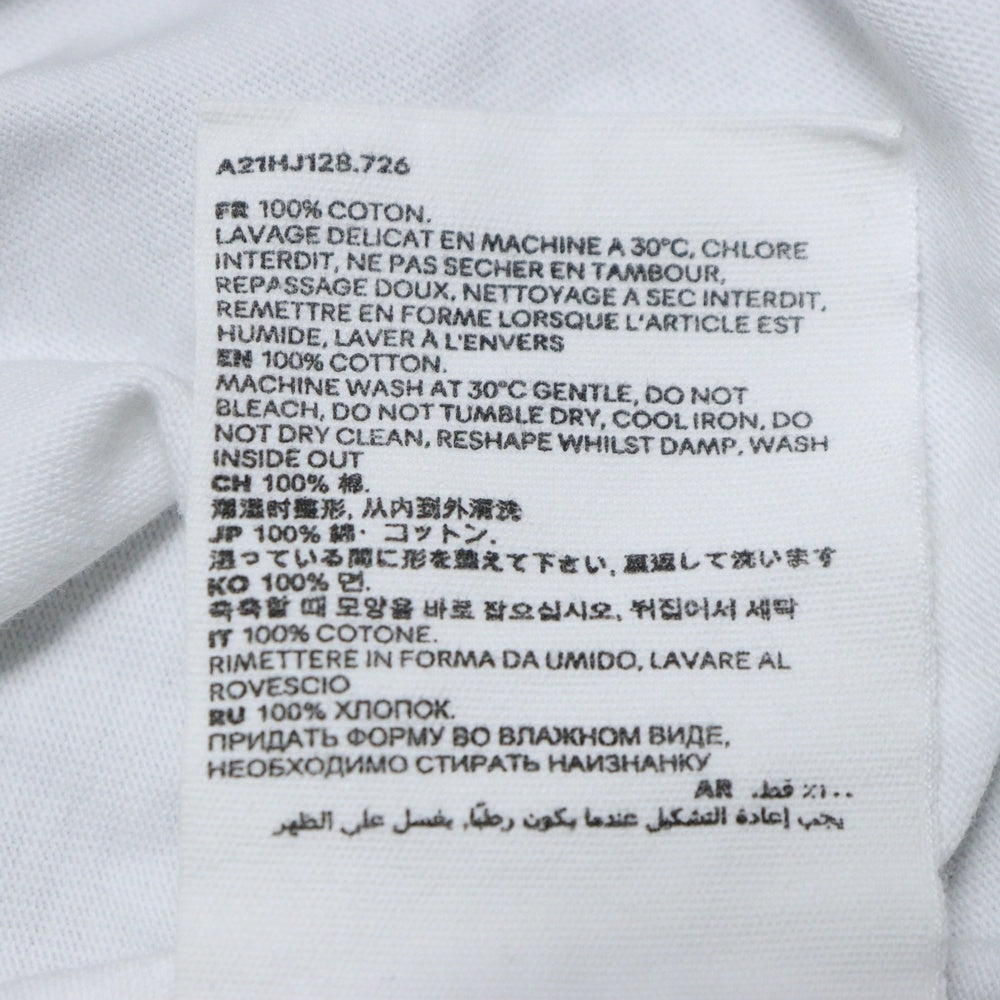 A21HJ128.726
FR 100% COTON.
LAVAGE DELICAT EN MACHINE A 30°C, CHLORE
INTERDIT, NE PAS SECHER EN TAMBOUR,
REPASSAGE DOUX, NETTOYAGE A SEC INTERDIT,
REMETTRE EN FORME LORSQUE L'ARTICLE EST
HUMIDE, LAVER À L'ENVERS
EN 100% COTTON.
MACHINE WASH AT 30°C GENTLE, DO NOT
BLEACH, DO NOT TUMBLE DRY, COOL IRON, DO
NOT DRY CLEAN, RESHAPE WHILST DAMP, WASH
INSIDE OUT
CH 100% 棉.
潮湿时整形, 从内到外清洗
JP 100% 綿・ コットン.
湿っている間に形を整えて下さい, 裏返して洗います
KO 100% 면.
축축할 때 모양을 바로 잡으십시오, 뒤집어서 세탁
IT 100% COTONE.
RIMETTERE IN FORMA DA UMIDO, LAVARE AL
ROVESCIO
RU 100% ХЛОПОК.
ПРИДАТЬ ФОРМУ ВО ВЛАЖНОМ ВИДЕ,
НЕОБХОДИМО СТИРАТЬ НАИЗНАНКУ
AR ١٠٠٪ قطن.
يجب إعادة التشكيل عندما يكون رطبًا, يغسل على الظهر